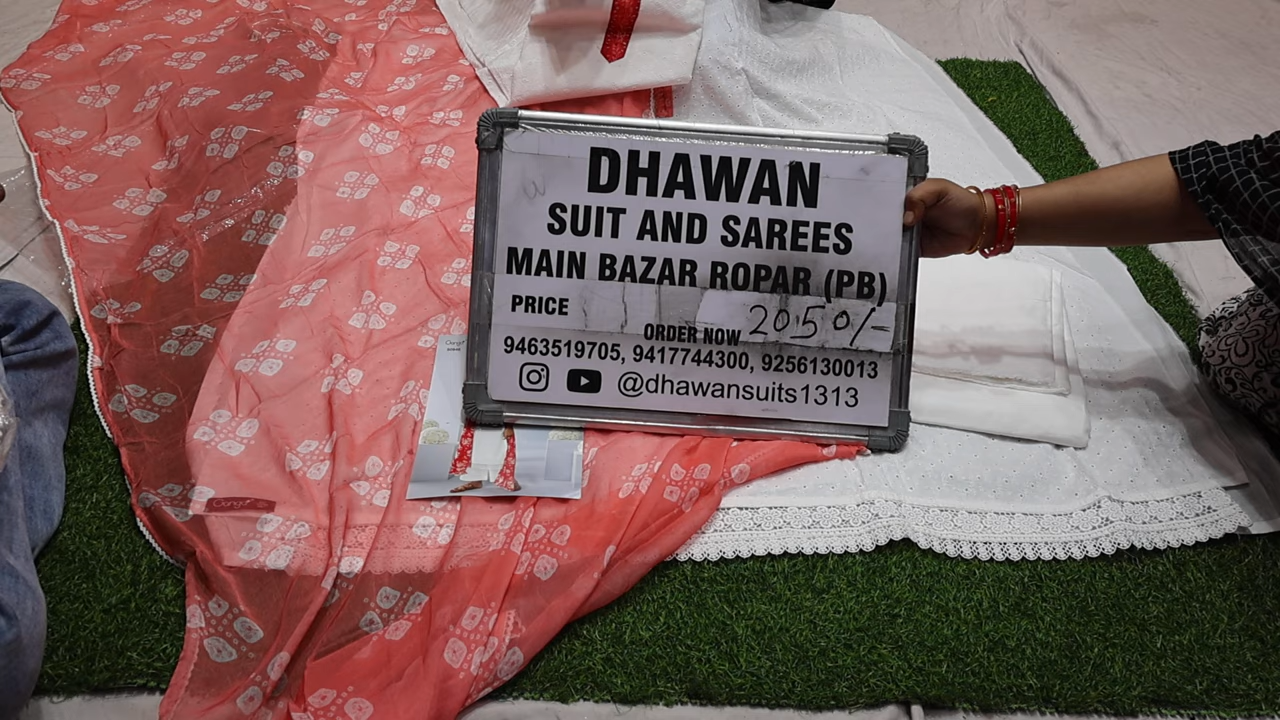 DHAWAN
SUIT AND SAREES
MAIN BAZAR ROPAR (PB)
PRICE
2050/-
ORDER NOW
9463519705, 9417744300, 9256130013
@dhawansuits1313